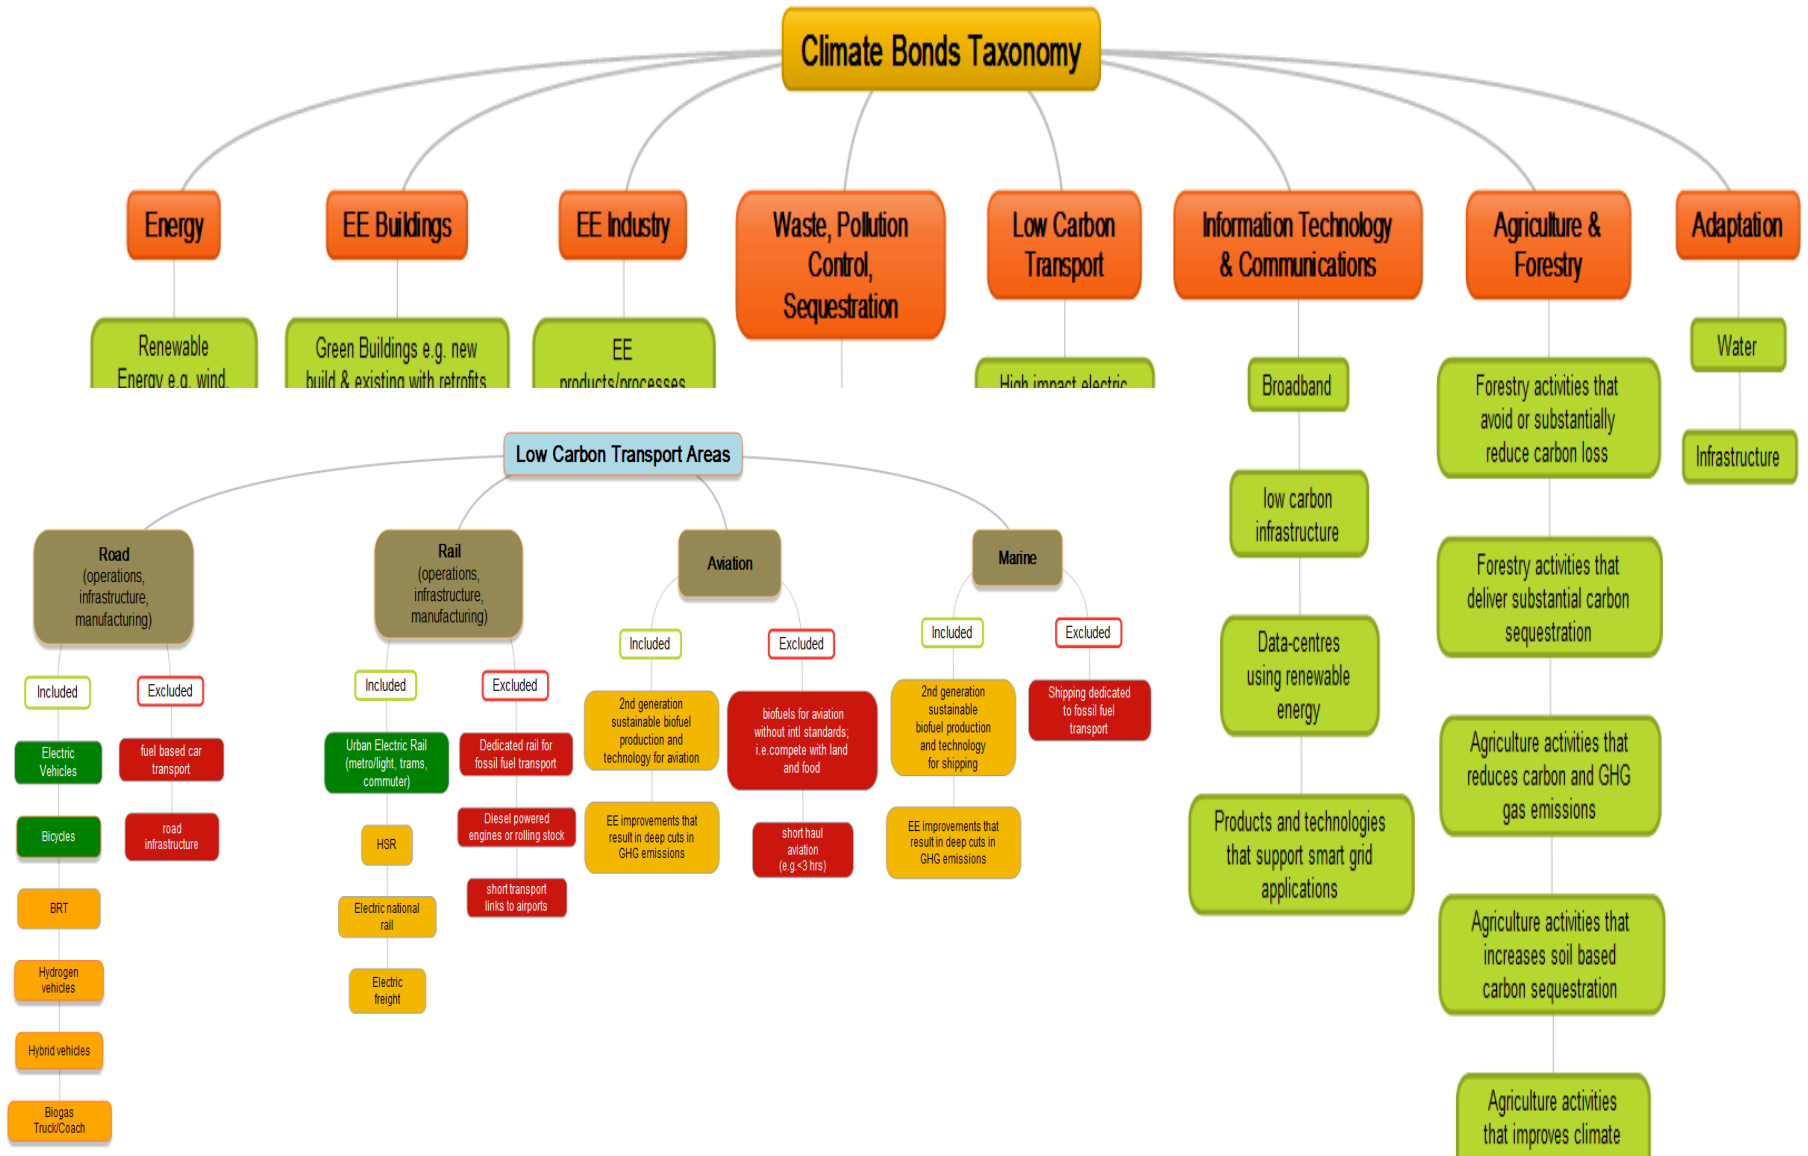 Climate Bonds Taxonomy
Energy
EE Buildings
EE Industry
Waste, Pollution
Control,
Sequestration
Low Carbon
Transport
Information Technology
& Communications
Agriculture &
Forestry
Adaptation
Renewable
Energy e.g. wind,
Green Buildings e.g. new
build & existing with retrofits
EE
products/processes
High impact electric
Broadband
low carbon
infrastructure
Data-centres
using renewable
energy
Products and technologies
that support smart grid
applications
Forestry activities that
avoid or substantially
reduce carbon loss
Forestry activities that
deliver substantial carbon
sequestration
Agriculture activities that
reduces carbon and GHG
gas emissions
Agriculture activities that
increases soil based
carbon sequestration
Agriculture activities
that improves climate
Water
Infrastructure
Low Carbon Transport Areas
Road
(operations,
infrastructure,
manufacturing)
Included
Electric
Vehicles
Bicycles
BRT
Hydrogen
vehicles
Hybrid vehicles
Biogas
Truck/Coach
Excluded
fuel based car
transport
road
infrastructure
Rail
(operations,
infrastructure,
manufacturing)
Included
Urban Electric Rail
(metro/light, trams,
commuter)
HSR
Electric national
rail
Electric
freight
Excluded
Dedicated rail for
fossil fuel transport
Diesel powered
engines or rolling stock
short transport
links to airports
Aviation
Included
2nd generation
sustainable biofuel
production and
technology for aviation
EE improvements that
result in deep cuts in
GHG emissions
Excluded
biofuels for aviation
without intl standards;
i.e.compete with land
and food
short haul
aviation
(e.g.<3 hrs)
Marine
Included
2nd generation
sustainable
biofuel production
and technology
for shipping
EE improvements that
result in deep cuts in
GHG emissions
Excluded
Shipping dedicated
to fossil fuel
transport